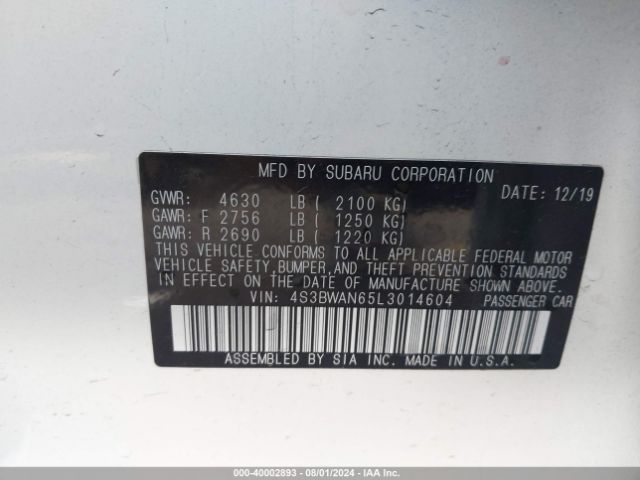 MFD BY SUBARU CORPORATION
DATE: 12/19
GVWR: 4630 LB ( 2100 KG)
GAWR: F 2756 LB ( 1250 KG)
GAWR: R 2690 LB ( 1220 KG)
THIS VEHICLE CONFORMS TO ALL APPLICABLE FEDERAL MOTOR
VEHICLE SAFETY, BUMPER, AND THEFT PREVENTION STANDARDS
IN EFFECT ON THE DATE OF MANUFACTURE SHOWN ABOVE.
VIN: 4S3BWAN65L3014604 PASSENGER CAR
ASSEMBLED BY SIA INC. MADE IN U.S.A.
000-40002893 - 08/01/2024 - IAAI.COM